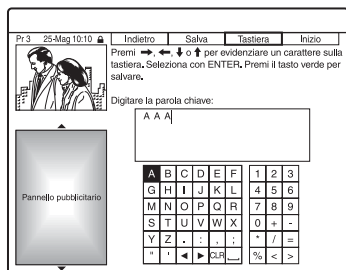 Pr 3 25-Mag 10:10
Indietro Salva Tastiera Inizio
Premi ➡, ⬅, ⬇ o ⬆ per evidenziare un carattere sulla
tastiera. Seleziona con ENTER. Premi il tasto verde per
salvare.
Digitare la parola chiave:
A A A
A B C D E F 1 2 3
G H I J K L 4 5 6
M N O P Q R 7 8 9
S T U V W X 0 + -
Y Z . : , ; * / =
" ' ◀ ▶ CLR % < >
Pannello pubblicitario